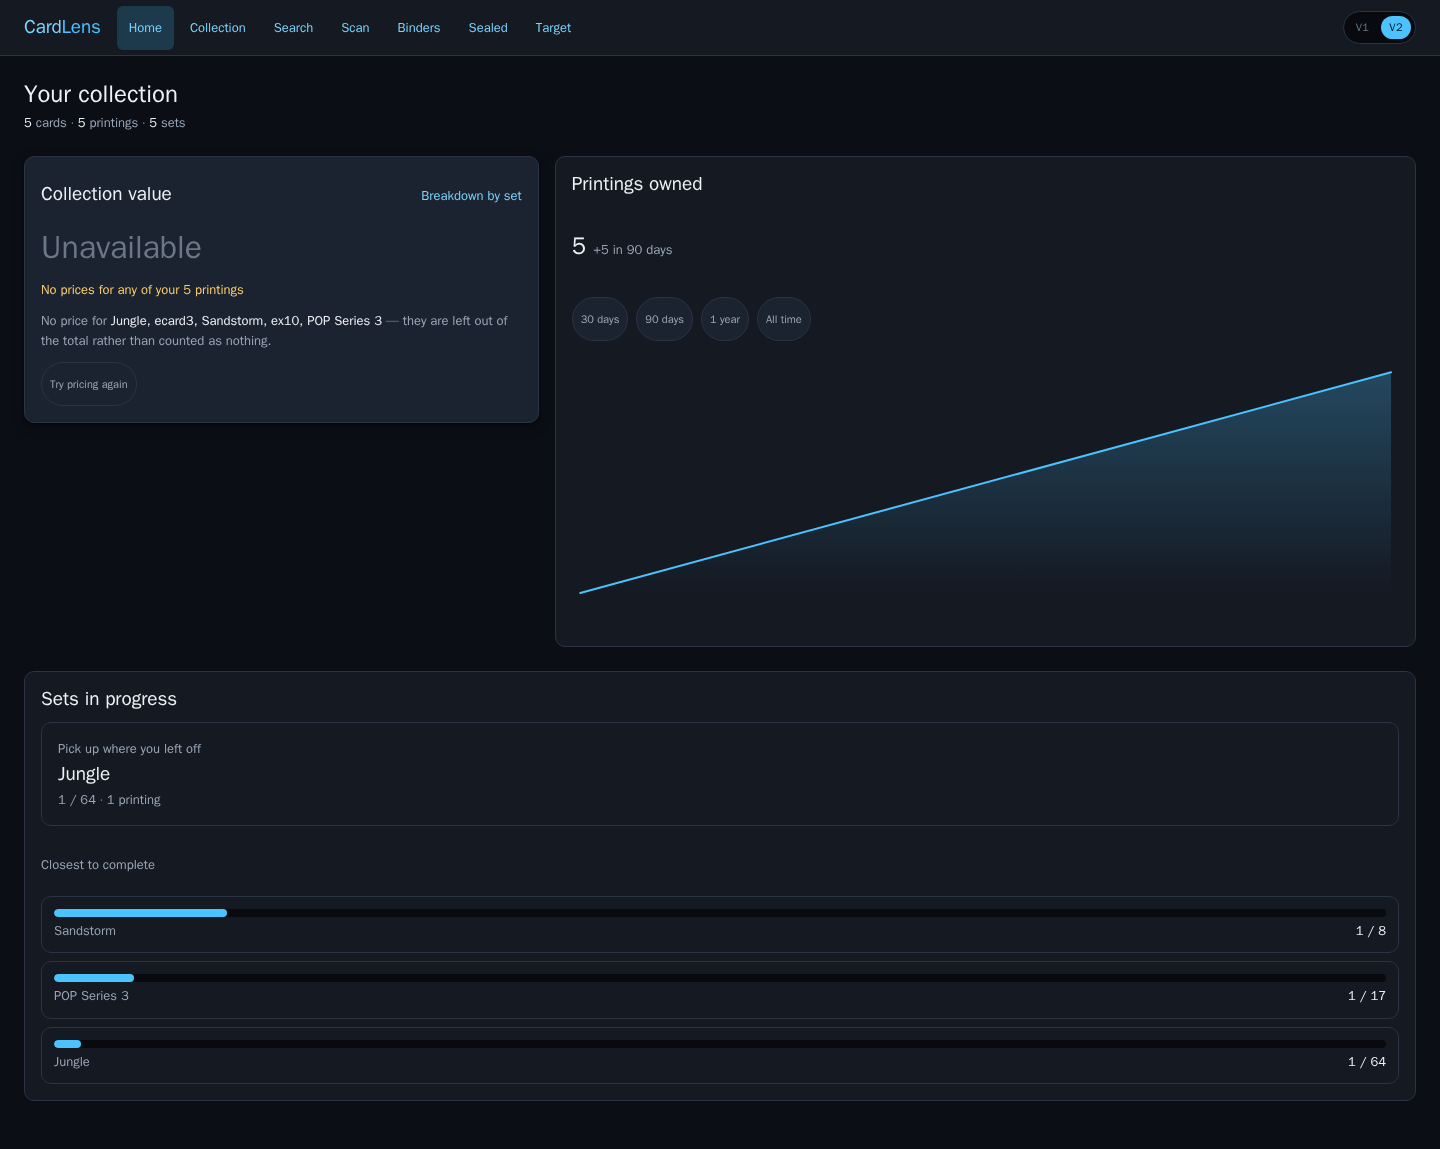 CardLens
Home
Collection
Search
Scan
Binders
Sealed
Target
V1
V2
Your collection
5 cards · 5 printings · 5 sets
Collection value
Breakdown by set
Unavailable
No prices for any of your 5 printings
No price for Jungle, ecard3, Sandstorm, ex10, POP Series 3 — they are left out of
the total rather than counted as nothing.
Try pricing again
Printings owned
5 +5 in 90 days
30 days
90 days
1 year
All time
Sets in progress
Pick up where you left off
Jungle
1 / 64 · 1 printing
Closest to complete
Sandstorm
1 / 8
POP Series 3
1 / 17
Jungle
1 / 64